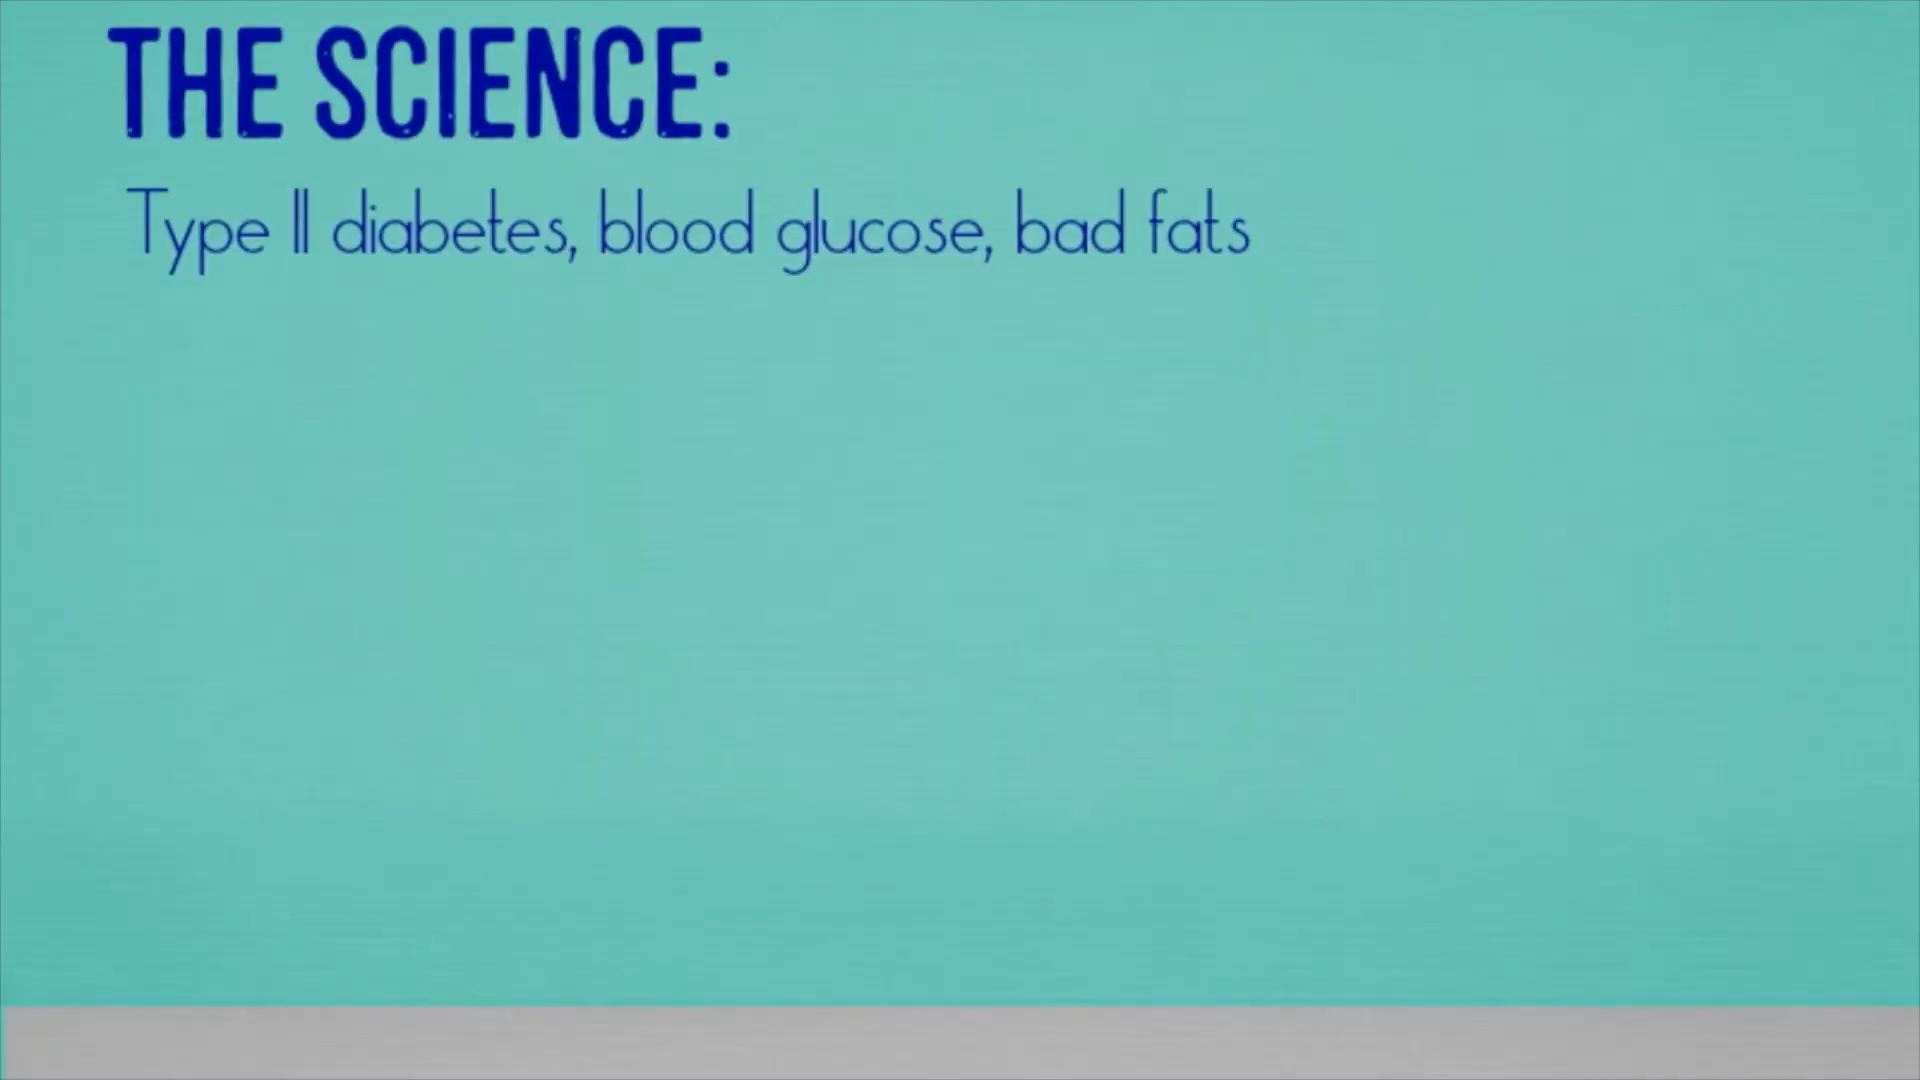 THE SCIENCE:
Type II diabetes, blood glucose, bad fats